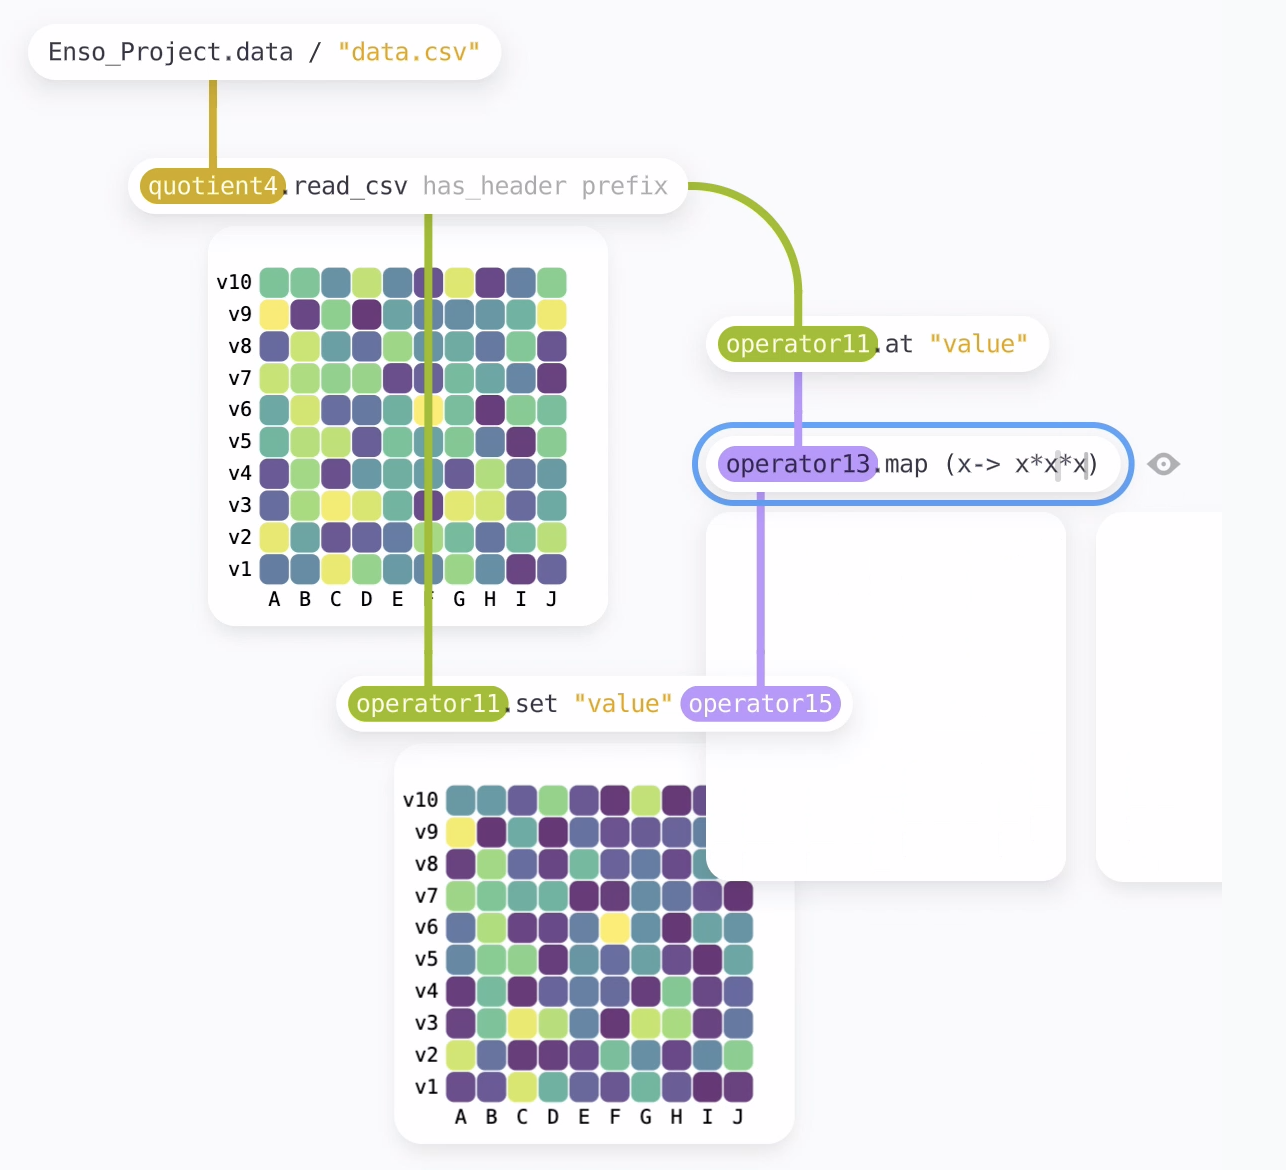 Enso_Project.data / "data.csv"
quotient4.read_csv has_header prefix
v10
v9
v8
v7
v6
v5
v4
v3
v2
v1
A B C D E F G H I J
operator11.at "value"
operator13.map (x-> x*x*x)
operator11.set "value" operator15
v10
v9
v8
v7
v6
v5
v4
v3
v2
v1
A B C D E F G H I J